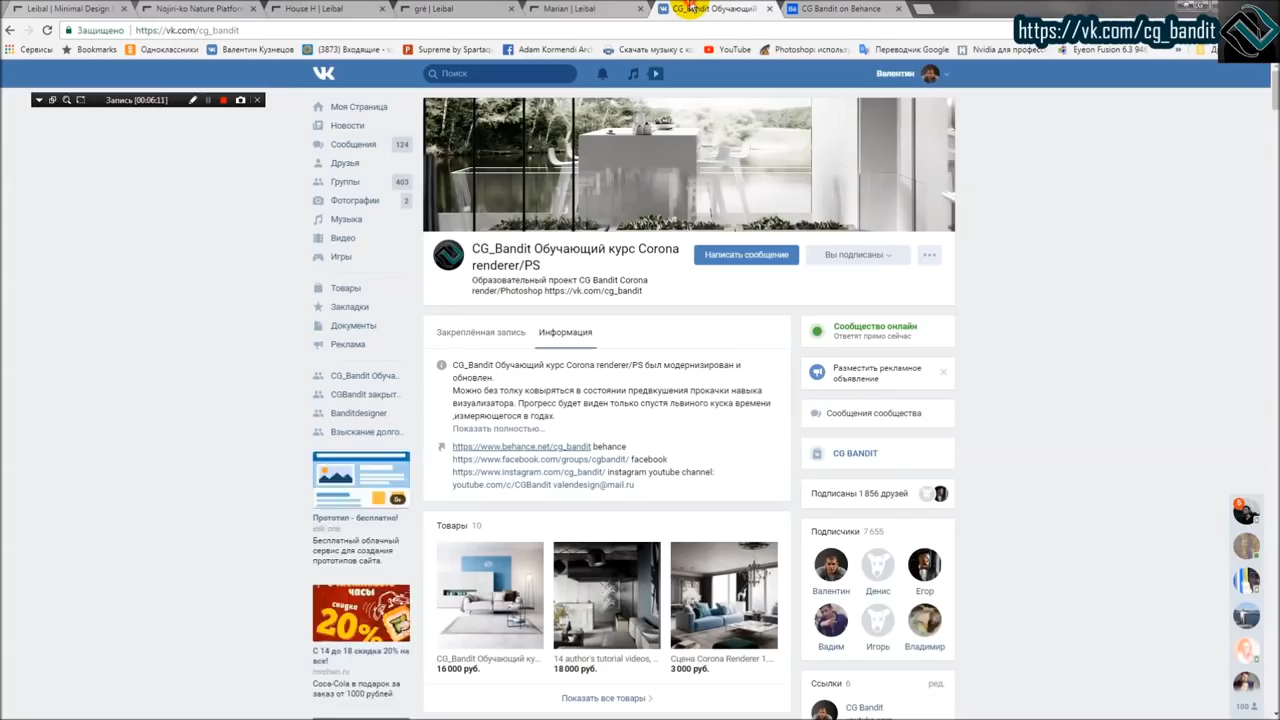 Leibal | Minimal Design
Nojin-ko Nature Platform
House H | Leibal
gré | Leibal
Marian | Leibal
CG_Bandit Обучающий
CG Bandit on Behance
Защищено
https://vk.com/cg_bandit
https://vk.com/cg_bandit
Сервисы
Bookmarks
Одноклассники
Валентин Кузнецов
(3873) Входящие -
Supreme by Spartaq
Adam Kormendi Arc
Скачать музыку с к
YouTube
Photoshop: исполь
Переводчик Google
Nvidia для професс
Eyeon Fusion 6.3 946
Поиск
Валентин
Запись [00:06:11]
Моя Страница
Новости
Сообщения 124
Друзья
Группы 403
Фотографии 2
Музыка
Видео
Игры
Товары
Закладки
Документы
Реклама
CG_Bandit Обуча..
CGBandit закрыт..
Banditdesigner
Взыскание долго..
Прототип - бесплатно!
Бесплатный облачный
сервис для создания
прототипов сайта.
ЧАСЫ
СКИДКА
20%
С 14 до 18 скидка 20% на
все!
Coca-Cola в подарок за
заказ от 1000 рублей
CG_Bandit Обучающий курс Corona
renderer/PS
Образовательный проект CG Bandit Corona
render/Photoshop https://vk.com/cg_bandit
Написать сообщение
Вы подписаны
Закреплённая запись
Информация
CG_Bandit Обучающий курс Corona renderer/PS был модернизирован и
обновлен.
Можно без толку ковыряться в состоянии предвкушения прокачки навыка
визуализатора. Прогресс будет виден только спустя львиного куска времени
,измеряющегося в годах.
Показать полностью…
https://www.behance.net/cg_bandit behance
https://www.facebook.com/groups/cgbandit/ facebook
https://www.instagram.com/cg_bandit/ instagram youtube channel:
youtube.com/c/CGBandit valendesign@mail.ru
Товары 10
CG_Bandit Обучающий ку...
16 000 руб.
14 author's tutorial videos, ...
18 000 руб.
Сцена Corona Renderer 1....
3 000 руб.
Показать все товары
Сообщество онлайн
Ответят прямо сейчас
Разместить рекламное
объявление
Сообщения сообщества
CG BANDIT
Подписаны 1 856 друзей
Подписчики 7 655
Валентин
Денис
Егор
Вадим
Игорь
Владимир
Ссылки 6
ред.
CG Bandit
100